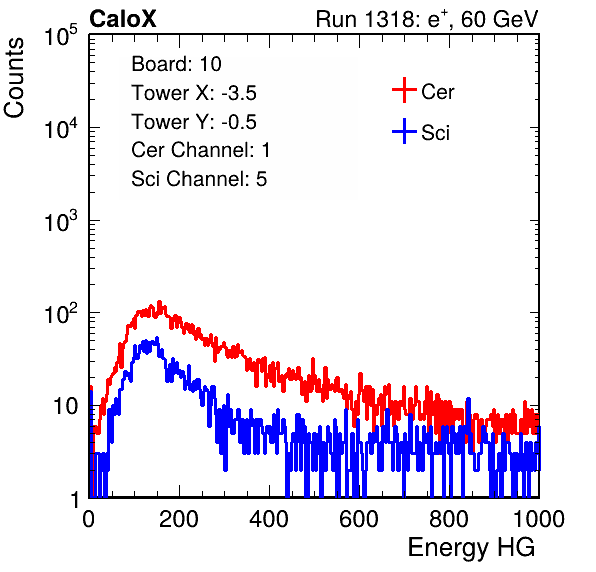 CaloX Run 1318: e⁺, 60 GeV
Counts
Board: 10
Tower X: -3.5
Tower Y: -0.5
Cer Channel: 1
Sci Channel: 5
Cer
Sci
10⁵
10⁴
10³
10²
10
1
0 200 400 600 800 1000
Energy HG